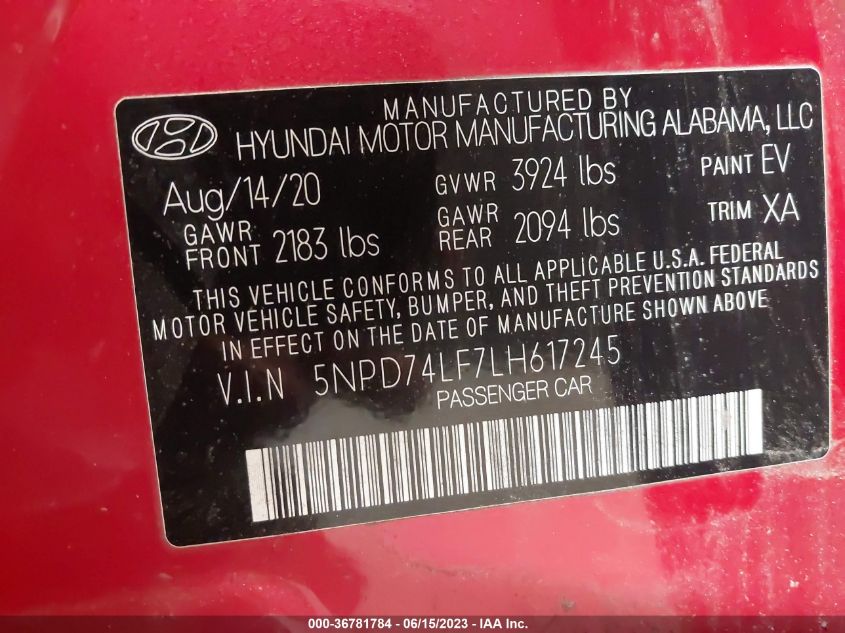 MANUFACTURED BY
HYUNDAI MOTOR MANUFACTURING ALABAMA, LLC
Aug/14/20 GVWR 3924 lbs PAINT EV
GAWR FRONT 2183 lbs GAWR REAR 2094 lbs TRIM XA
THIS VEHICLE CONFORMS TO ALL APPLICABLE U.S.A. FEDERAL
MOTOR VEHICLE SAFETY, BUMPER, AND THEFT PREVENTION STANDARDS
IN EFFECT ON THE DATE OF MANUFACTURE SHOWN ABOVE
V.I.N 5NPD74LF7LH617245
PASSENGER CAR
000-36781784 - 06/15/2023 - IAA Inc.